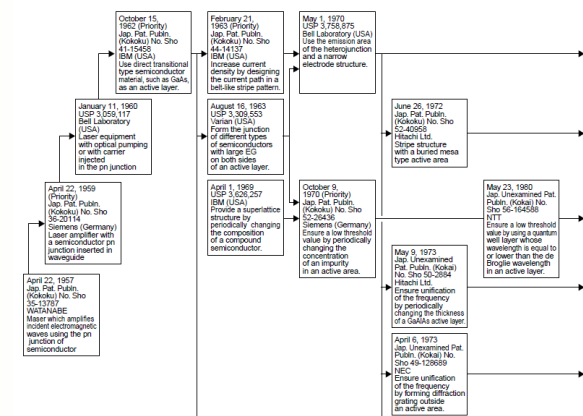 October 15,
1962 (Priority)
Jap. Pat. Publn.
(Kokoku) No. Sho
41-15458
IBM (USA)
Use direct transitional
type semiconductor
material, such as GaAs,
as an active layer.
February 21,
1963 (Priority)
Jap. Pat. Publn.
(Kokoku) No. Sho
44-14137
IBM (USA)
Increase current
density by designing
the current path in a
belt-like stripe pattern.
May 1, 1970
USP 3,758,875
Bell Laboratory (USA)
Use the emission area
of the heterojunction
and a narrow
electrode structure.
January 11, 1960
USP 3,059,117
Bell Laboratory
(USA)
Laser equipment
with optical pumping
or with carrier
injected
in the pn junction
August 16, 1963
USP 3,309,553
Varian (USA)
Form the junction
of different types
of semiconductors
with large EG
on both sides
of an active layer.
June 26, 1972
Jap. Pat. Publn.
(Kokoku) No. Sho
52-40958
Hitachi Ltd.
Stripe structure
with a buried mesa
type active area
April 22, 1959
(Priority)
Jap. Pat. Publn.
(Kokoku) No. Sho
36-20114
Siemens (Germany)
Laser amplifier with
a semiconductor pn
junction inserted in
waveguide
April 1, 1969
USP 3,626,257
IBM (USA)
Provide a superlattice
structure by
periodically changing
the composition
of a compound
semiconductor.
October 9,
1970 (Priority)
Jap. Pat. Publn.
(Kokoku) No. Sho
52-26436
Siemens (Germany)
Ensure a low threshold
value by periodically
changing the
concentration
of an impurity
in an active area.
May 23, 1980
Jap. Unexamined Pat.
Publn. (Kokai) No.
Sho 56-164588
NTT
Ensure a low threshold
value by using a quantum
well layer whose
wavelength is equal to
or lower than the de
Broglie wavelength
in an active layer.
April 22, 1957
Jap. Pat. Publn.
(Kokoku) No. Sho
35-13787
WATANABE
Maser which amplifies
incident electromagnetic
waves using the pn
junction of
semiconductor
May 9, 1973
Jap. Unexamined
Pat. Publn. (Kokai)
No. Sho 50-2884
Hitachi Ltd.
Ensure unification
of the frequency
by periodically
changing the thickness
of a GaAlAs active layer.
April 6, 1973
Jap. Unexamined Pat.
Publn. (Kokai) No.
Sho 49-128689
NEC
Ensure unification
of the frequency
by forming diffraction
grating outside
an active area.